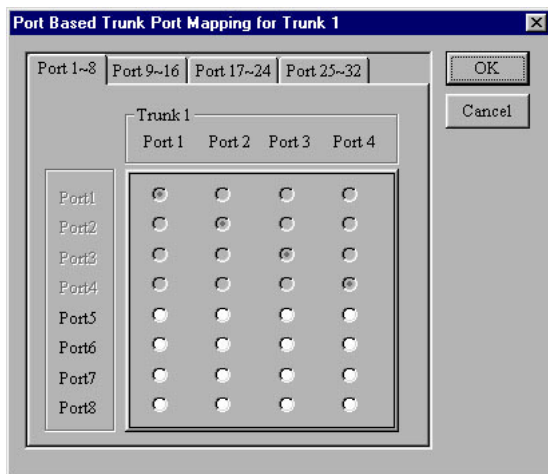 Port Based Trunk Port Mapping for Trunk 1
Port 1~8 Port 9~16 Port 17~24 Port 25~32
OK
Cancel
Trunk 1
Port 1 Port 2 Port 3 Port 4
Port1
Port2
Port3
Port4
Port5
Port6
Port7
Port8